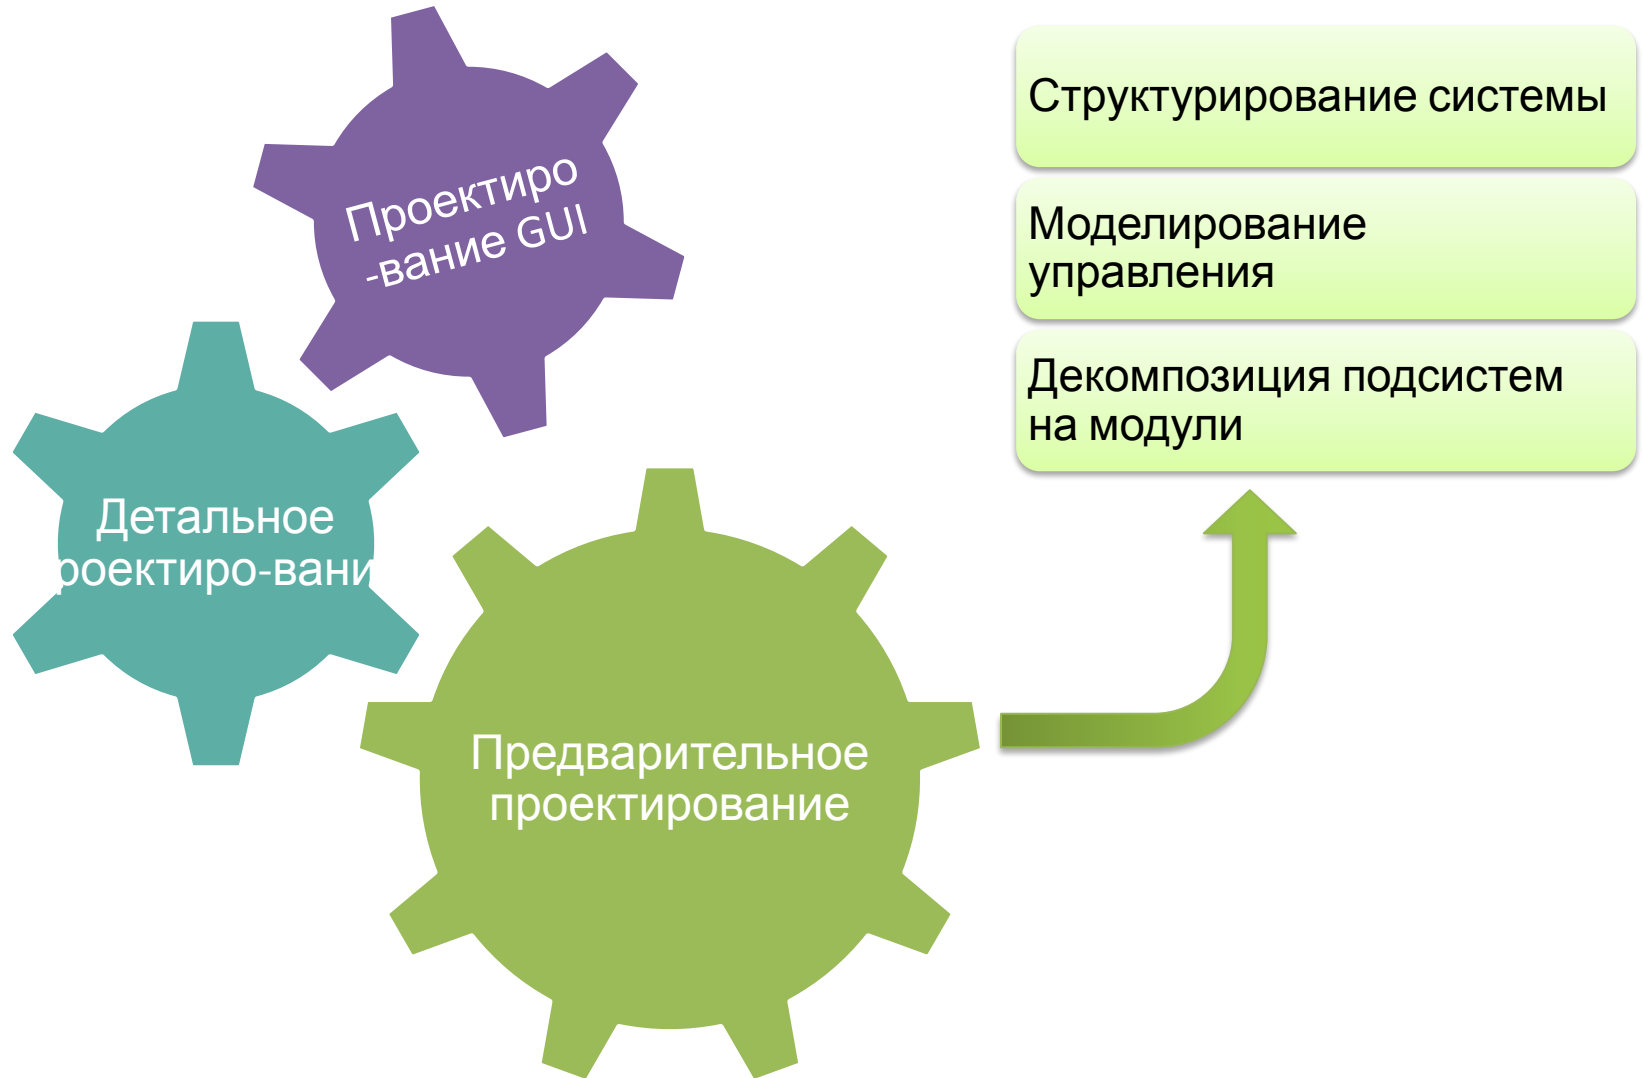 Проектиро
-вание GUI
Структурирование системы
Моделирование
управления
Декомпозиция подсистем
на модули
Детальное
роектиро-вани
Предварительное
проектирование